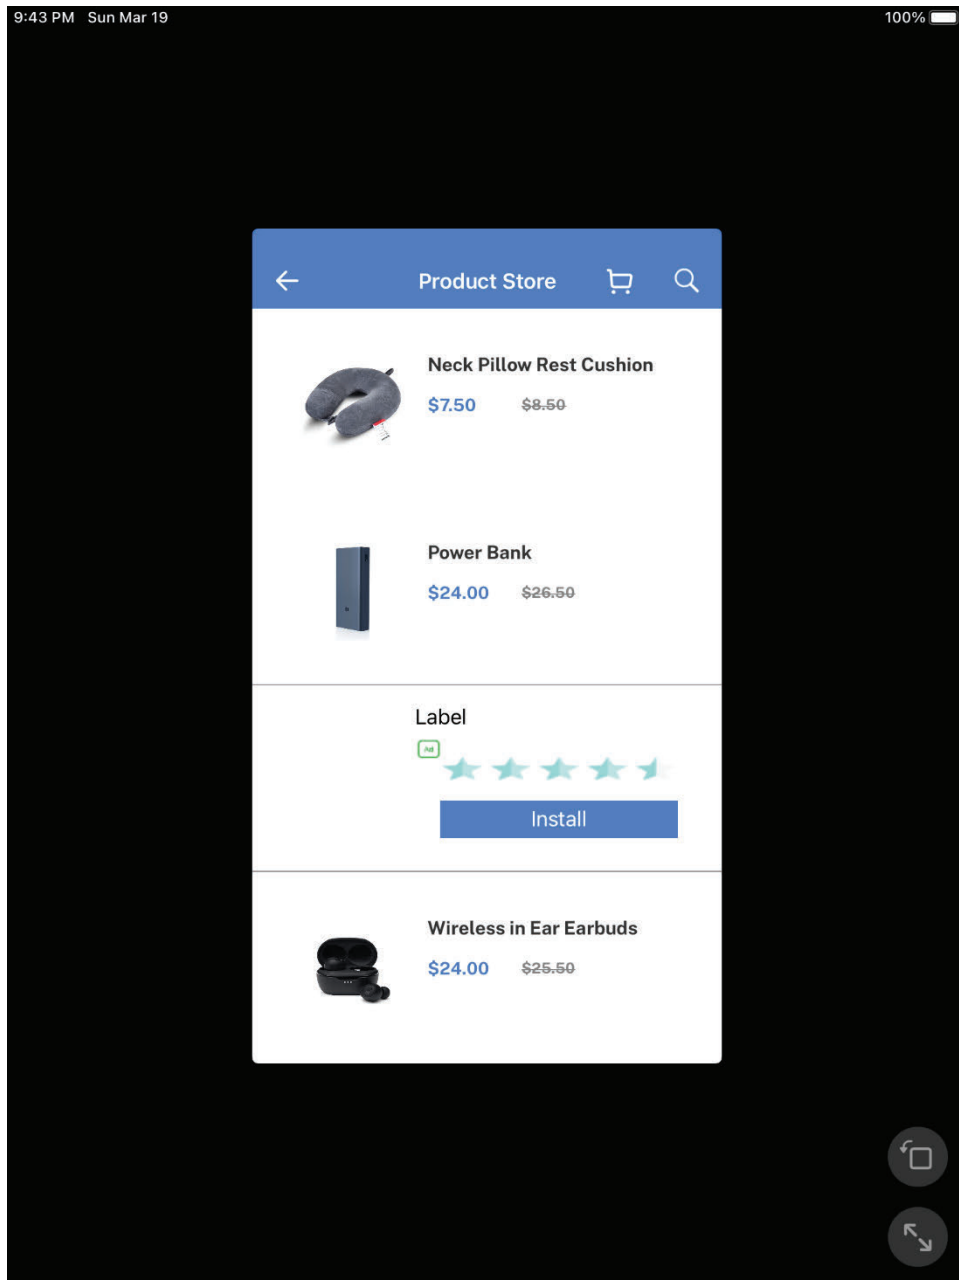 9:43 PM Sun Mar 19 100%
Product Store
Neck Pillow Rest Cushion
$7.50 $8.50
Power Bank
$24.00 $26.50
Label
Ad
Install
Wireless in Ear Earbuds
$24.00 $25.50